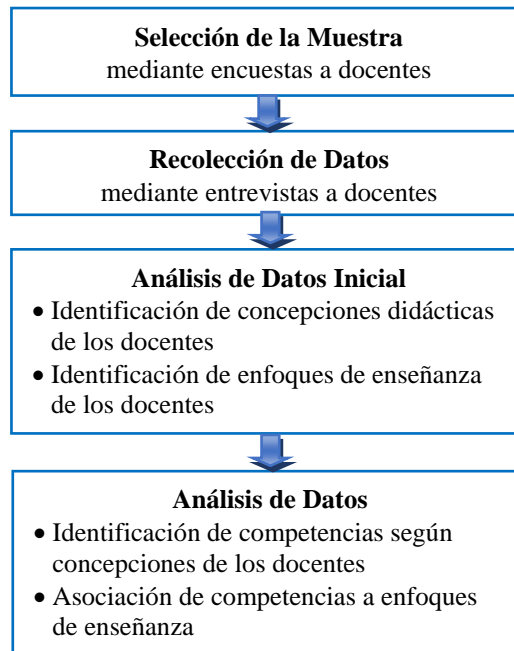 Selección de la Muestra
mediante encuestas a docentes
Recolección de Datos
mediante entrevistas a docentes
Análisis de Datos Inicial
• Identificación de concepciones didácticas
de los docentes
• Identificación de enfoques de enseñanza
de los docentes
Análisis de Datos
• Identificación de competencias según
concepciones de los docentes
• Asociación de competencias a enfoques
de enseñanza